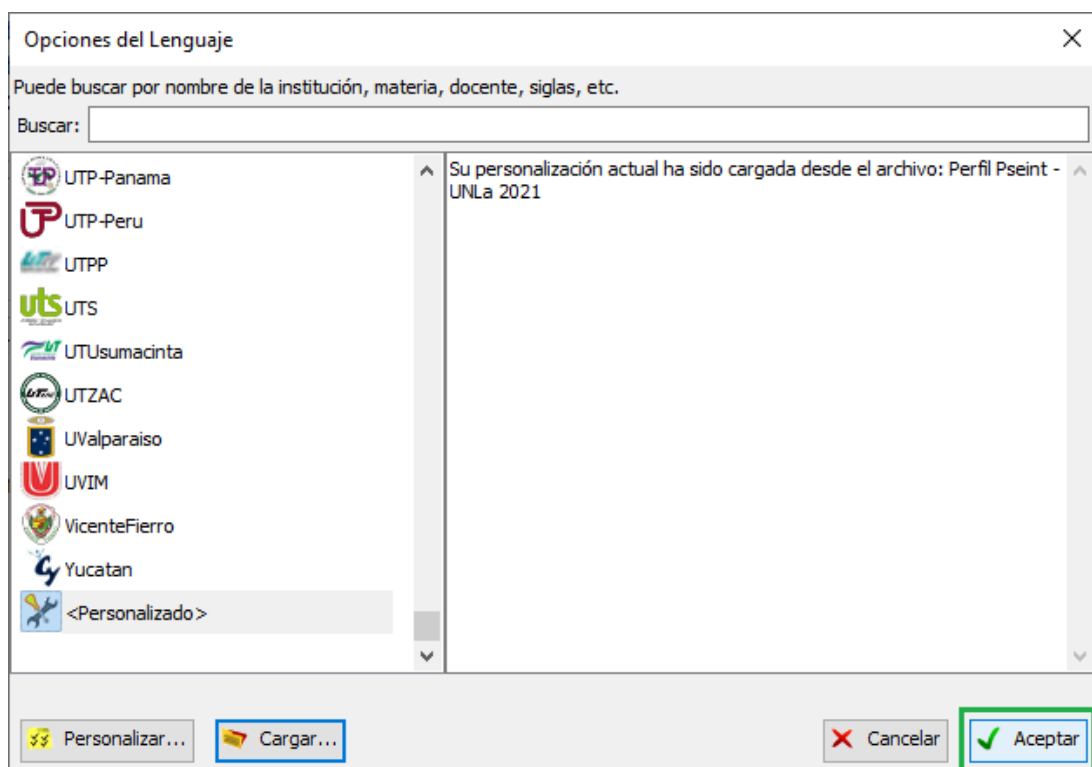 Opciones del Lenguaje
Puede buscar por nombre de la institución, materia, docente, siglas, etc.
Buscar:
UTP-Panama
UTP-Peru
UTPP
uts UTS
UTUsumacinta
UTZAC
UValparaiso
UVIM
VicenteFierro
Yucatan
<Personalizado>
Su personalización actual ha sido cargada desde el archivo: Perfil Pseint -
UNLa 2021
Personalizar...
Cargar...
Cancelar
Aceptar